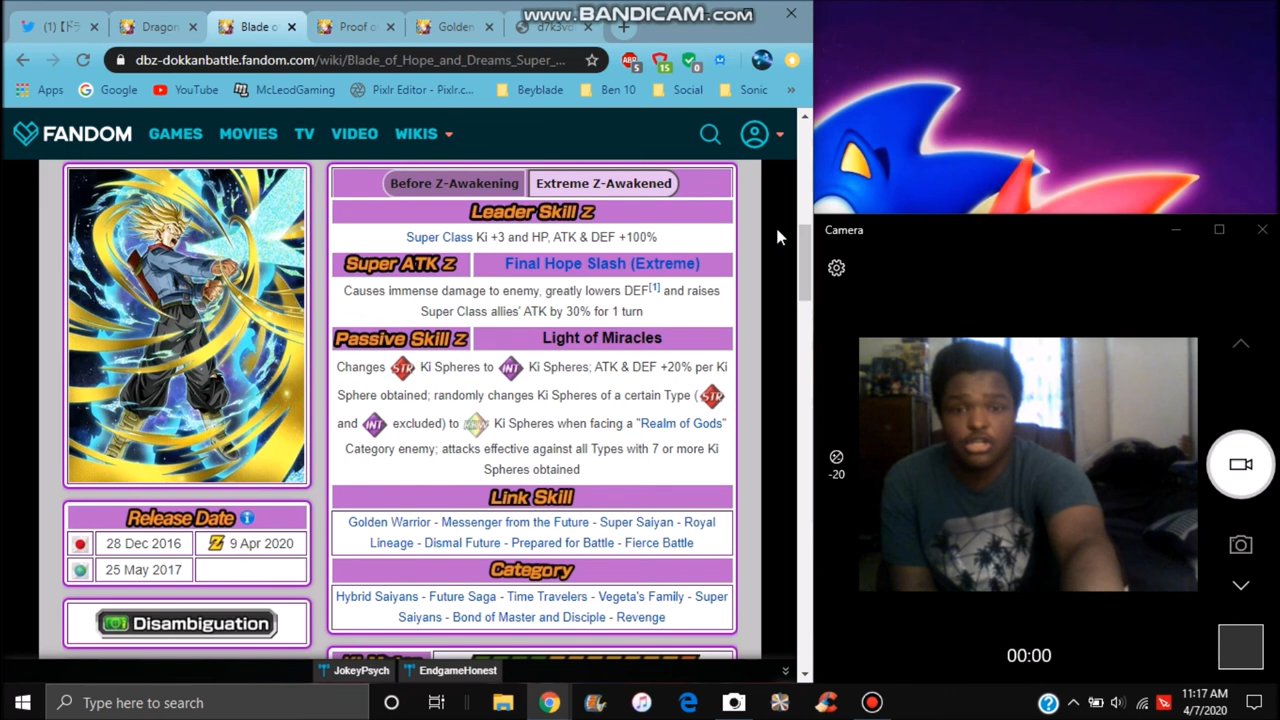 www.BANDICAM.com
(1)【ド
Dragon
Blade o
Proof o
Golden
dbz-dokkanbattle.fandom.com/wiki/Blade_of_Hope_and_Dreams_Super_...
5
15
0
Apps
Google
YouTube
McLeodGaming
Pixlr Editor - Pixlr.c...
Beyblade
Ben 10
Social
Sonic
»
FANDOM
GAMES
MOVIES
TV
VIDEO
WIKIS
Before Z-Awakening
Extreme Z-Awakened
Leader Skill Z
Super Class Ki +3 and HP, ATK & DEF +100%
Super ATK Z
Final Hope Slash (Extreme)
Causes immense damage to enemy, greatly lowers DEF[1] and raises
Super Class allies' ATK by 30% for 1 turn
Passive Skill Z
Light of Miracles
Changes STR Ki Spheres to INT Ki Spheres; ATK & DEF +20% per Ki
Sphere obtained; randomly changes Ki Spheres of a certain Type (STR
and INT excluded) to RBW Ki Spheres when facing a "Realm of Gods"
Category enemy; attacks effective against all Types with 7 or more Ki
Spheres obtained
Link Skill
Golden Warrior - Messenger from the Future - Super Saiyan - Royal
Lineage - Dismal Future - Prepared for Battle - Fierce Battle
Category
Hybrid Saiyans - Future Saga - Time Travelers - Vegeta's Family - Super
Saiyans - Bond of Master and Disciple - Revenge
Release Date
28 Dec 2016
Z 9 Apr 2020
25 May 2017
Disambiguation
JokeyPsych
EndgameHonest
Camera
-20
00:00
Type here to search
11:17 AM
4/7/2020